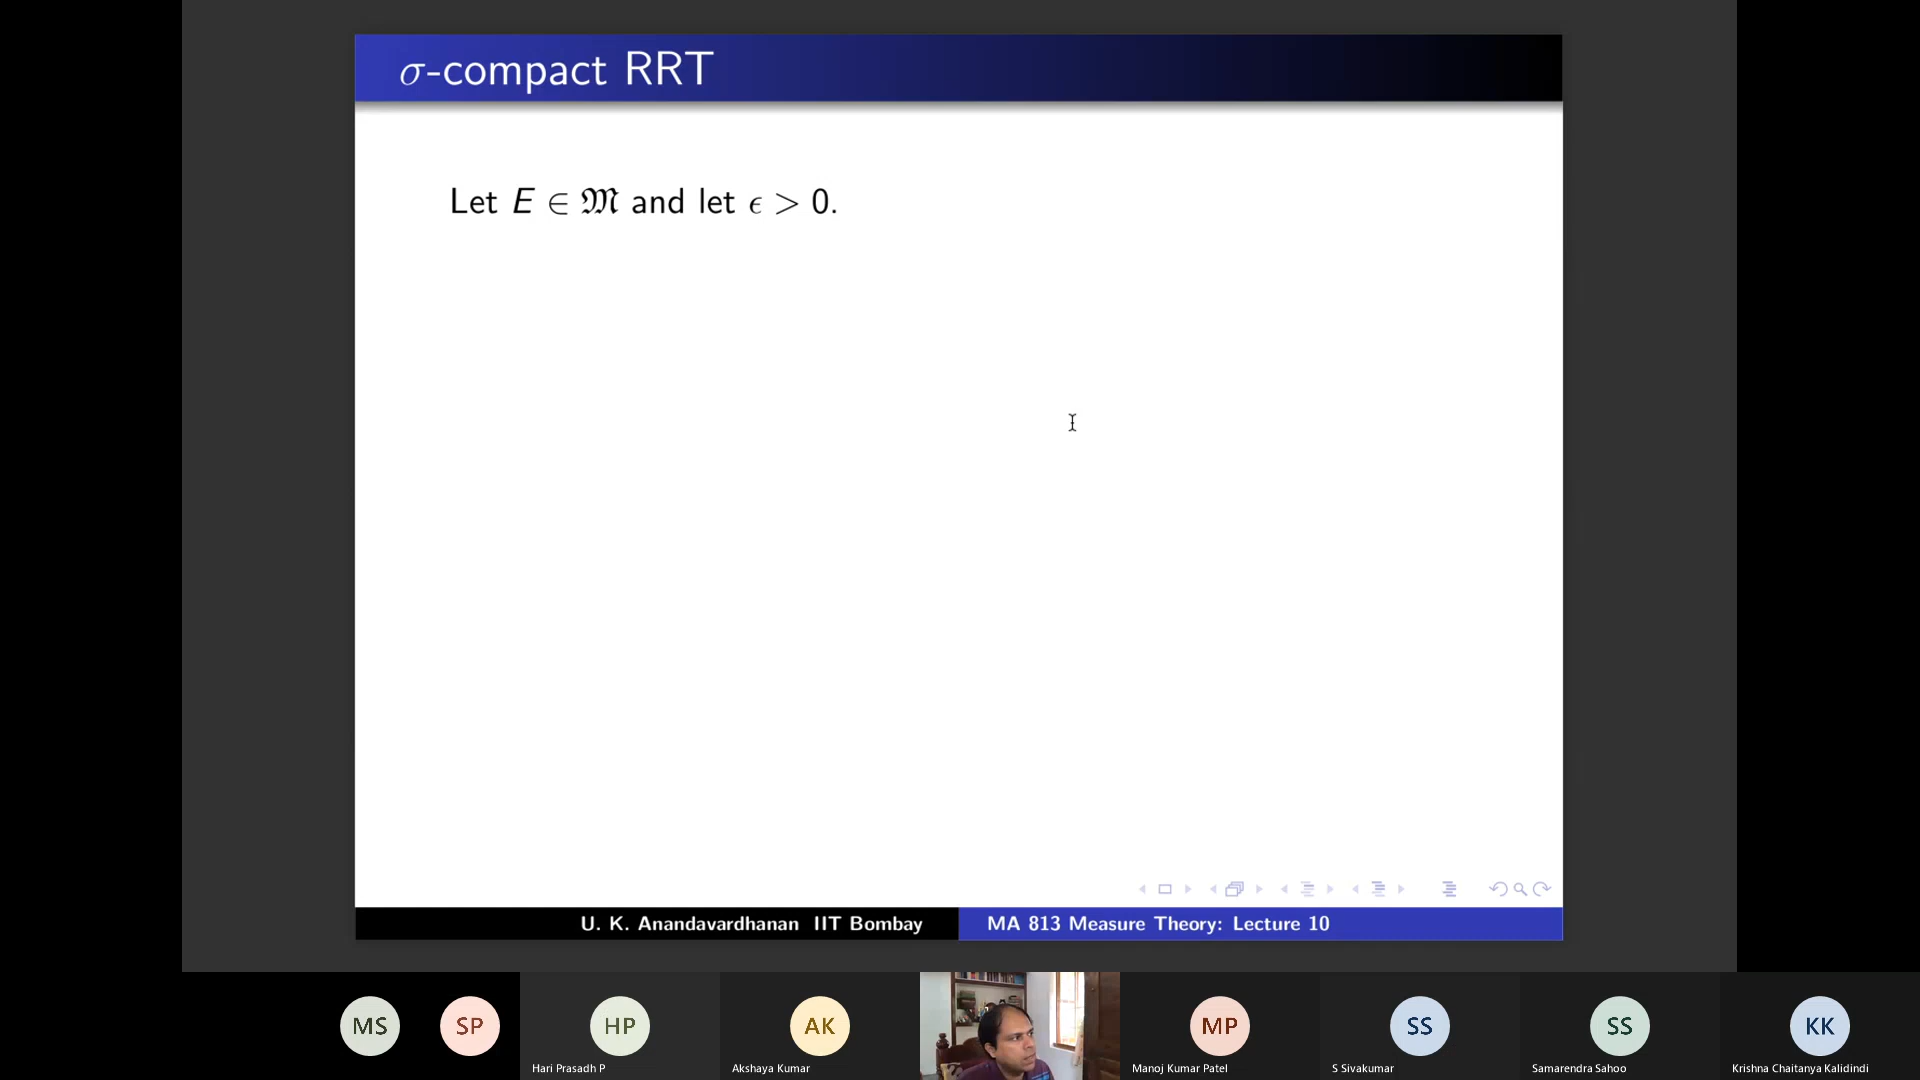 σ-compact RRT
Let E ∈ 𝔐 and let ϵ > 0.
U. K. Anandavardhanan IIT Bombay
MA 813 Measure Theory: Lecture 10
MS
SP
HP
AK
MP
SS
SS
KK
Hari Prasadh P
Akshaya Kumar
Manoj Kumar Patel
S Sivakumar
Samarendra Sahoo
Krishna Chaitanya Kalidindi